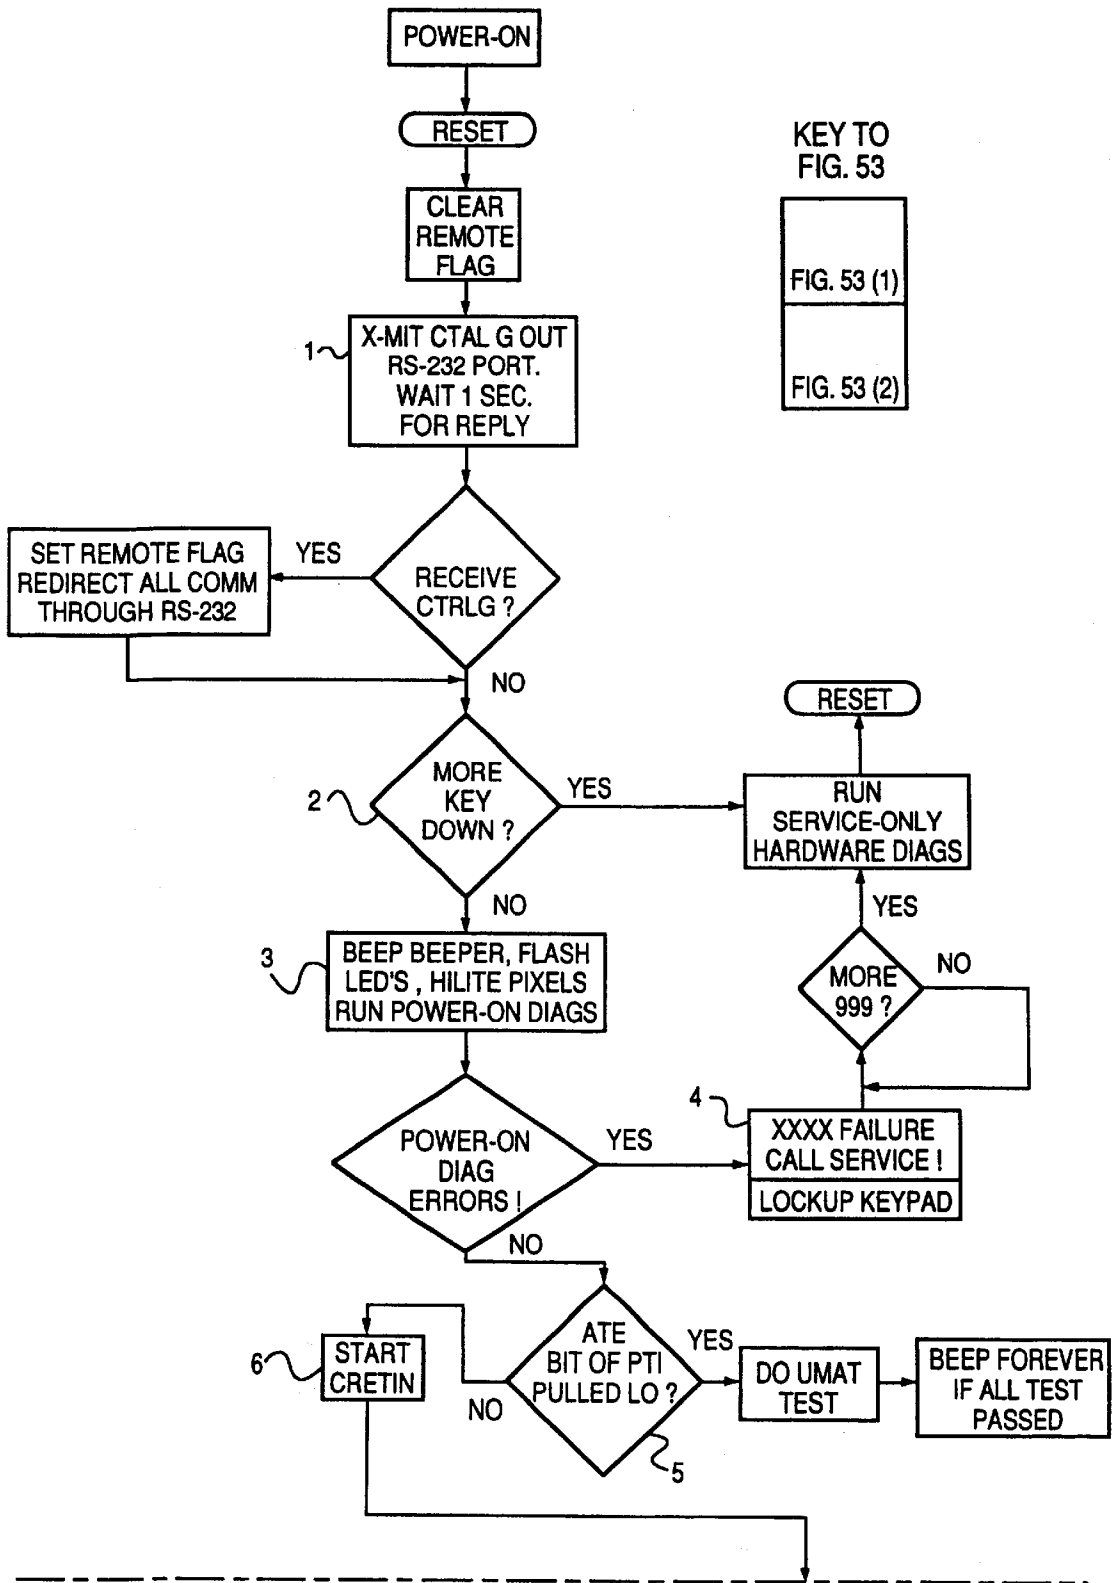 POWER-ON
RESET
CLEAR
REMOTE
FLAG
KEY TO
FIG. 53
FIG. 53 (1)
FIG. 53 (2)
1
X-MIT CTAL G OUT
RS-232 PORT.
WAIT 1 SEC.
FOR REPLY
RECEIVE
CTRLG ?
YES
SET REMOTE FLAG
REDIRECT ALL COMM
THROUGH RS-232
NO
2
MORE
KEY
DOWN ?
YES
RESET
RUN
SERVICE-ONLY
HARDWARE DIAGS
YES
MORE
999 ?
NO
NO
3
BEEP BEEPER, FLASH
LED'S , HILITE PIXELS
RUN POWER-ON DIAGS
POWER-ON
DIAG
ERRORS !
YES
4
XXXX FAILURE
CALL SERVICE !
LOCKUP KEYPAD
NO
ATE
BIT OF PTI
PULLED LO ?
5
YES
DO UMAT
TEST
BEEP FOREVER
IF ALL TEST
PASSED
NO
6
START
CRETIN